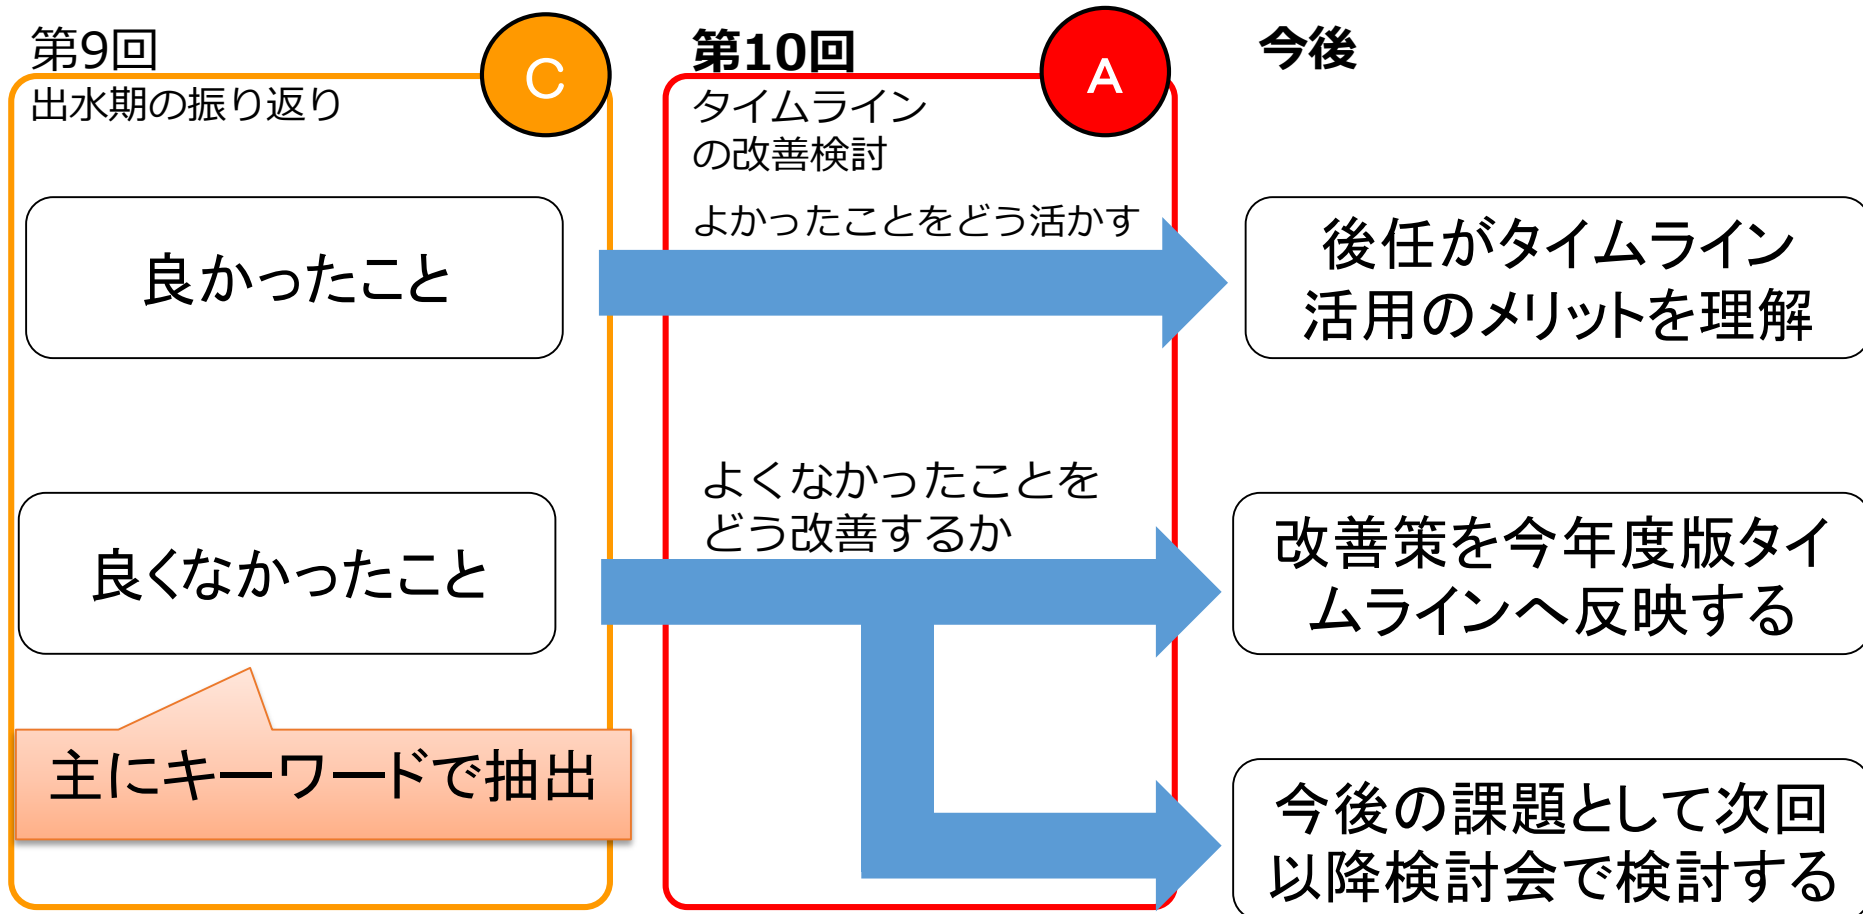 第9回
出水期の振り返り
C
良かったこと
良くなかったこと
主にキーワードで抽出
第10回
タイムライン
の改善検討
A
よかったことをどう活かす
よくなかったことを
どう改善するか
今後
後任がタイムライン
活用のメリットを理解
改善策を今年度版タイ
ムラインへ反映する
今後の課題として次回
以降検討会で検討する